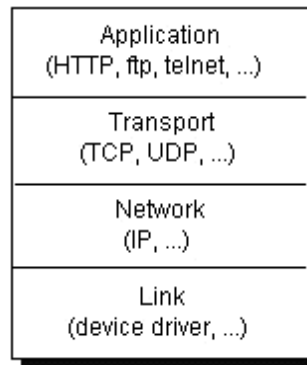 Application
(HTTP, ftp, telnet, ...)
Transport
(TCP, UDP, ...)
Network
(IP, ...)
Link
(device driver, ...)